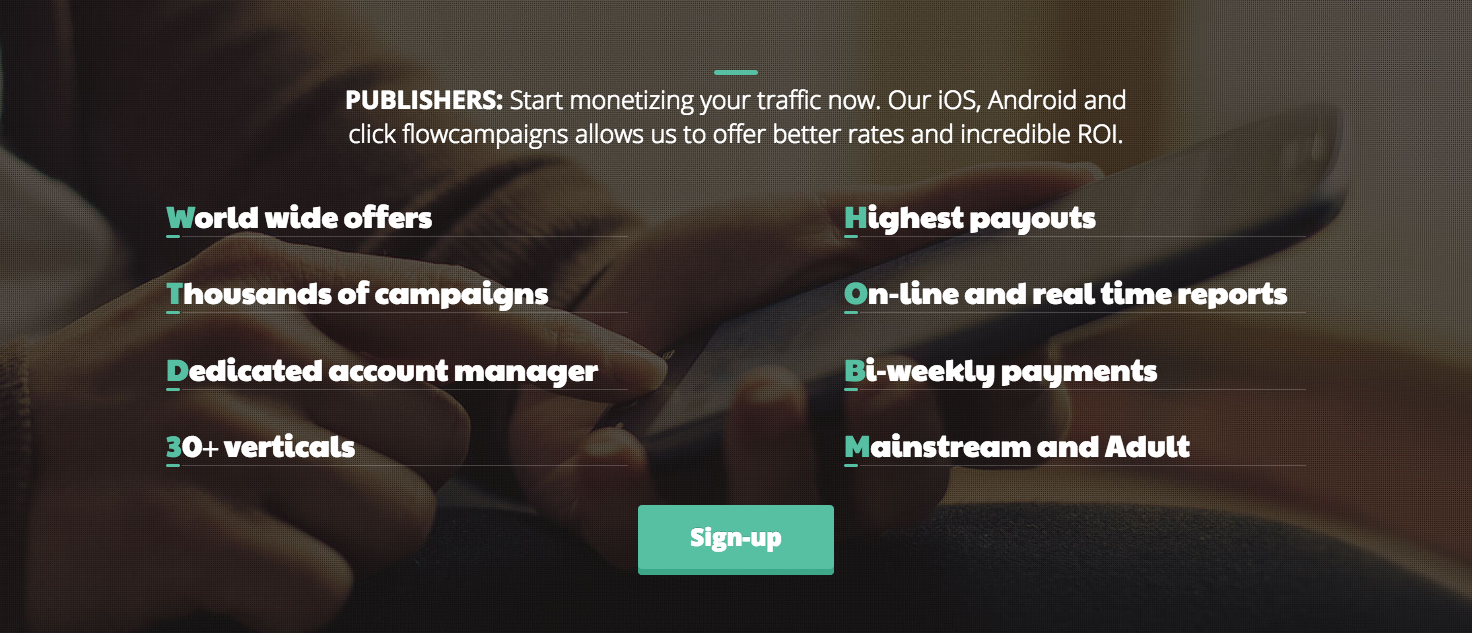 PUBLISHERS: Start monetizing your traffic now. Our iOS, Android and
click flowcampaigns allows us to offer better rates and incredible ROI.
World wide offers
Highest payouts
Thousands of campaigns
On-line and real time reports
Dedicated account manager
Bi-weekly payments
30+ verticals
Mainstream and Adult
Sign-up